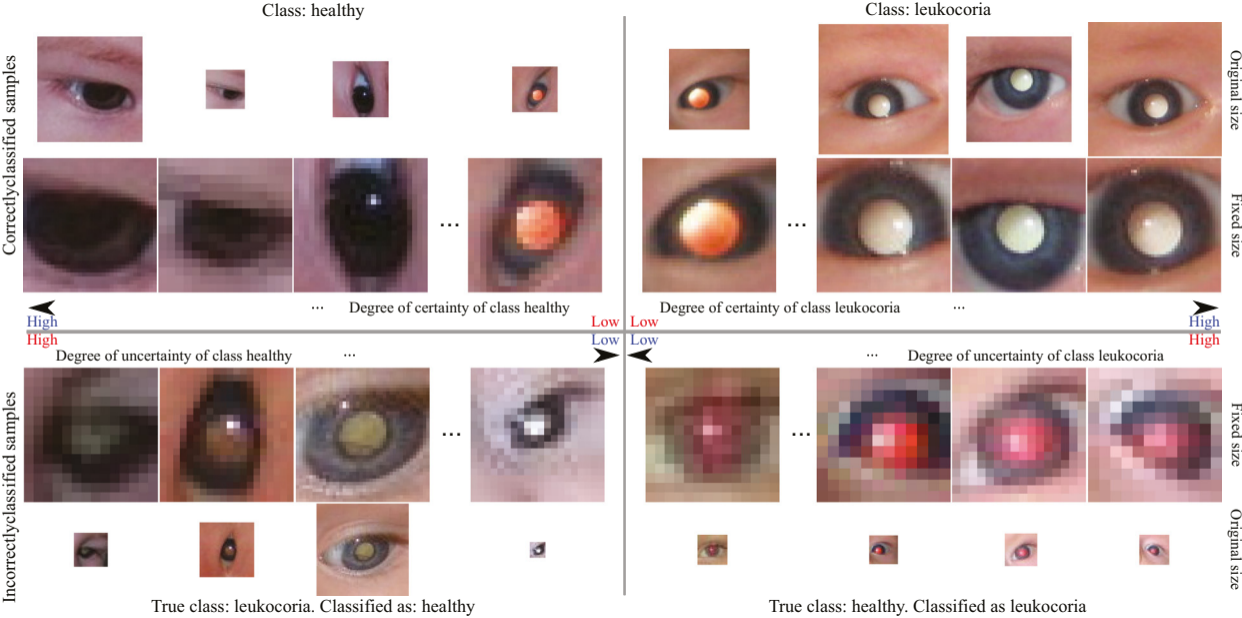 Class: healthy
Class: leukocoria
Correctlyclassified samples
Original size
Fixed size
...
...
... Degree of certainty of class healthy
Degree of certainty of class leukocoria ...
High Low Low High
High Low Low High
Degree of uncertainty of class healthy ...
... Degree of uncertainty of class leukocoria
Incorrectlyclassified samples
Fixed size
Original size
...
...
True class: leukocoria. Classified as: healthy
True class: healthy. Classified as leukocoria